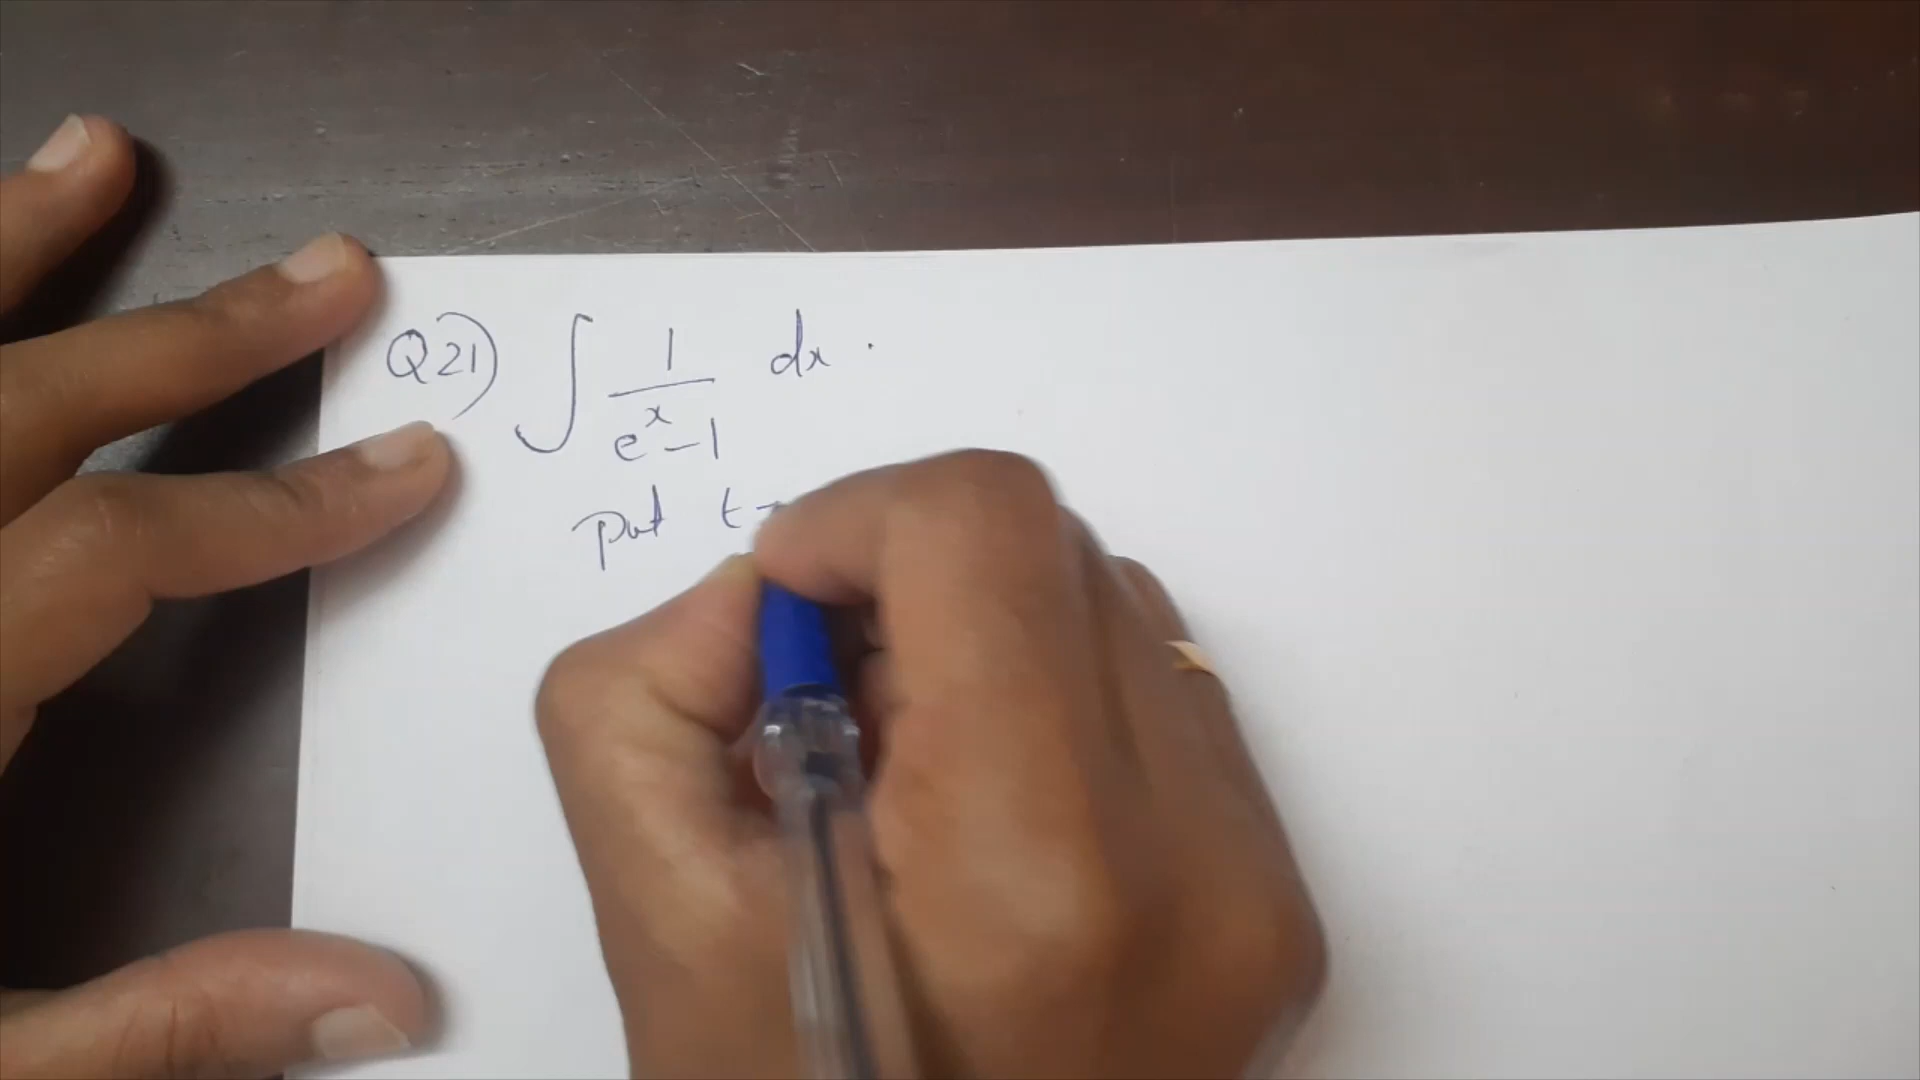 Q21) ∫ 1/(e^x-1) dx.
put t